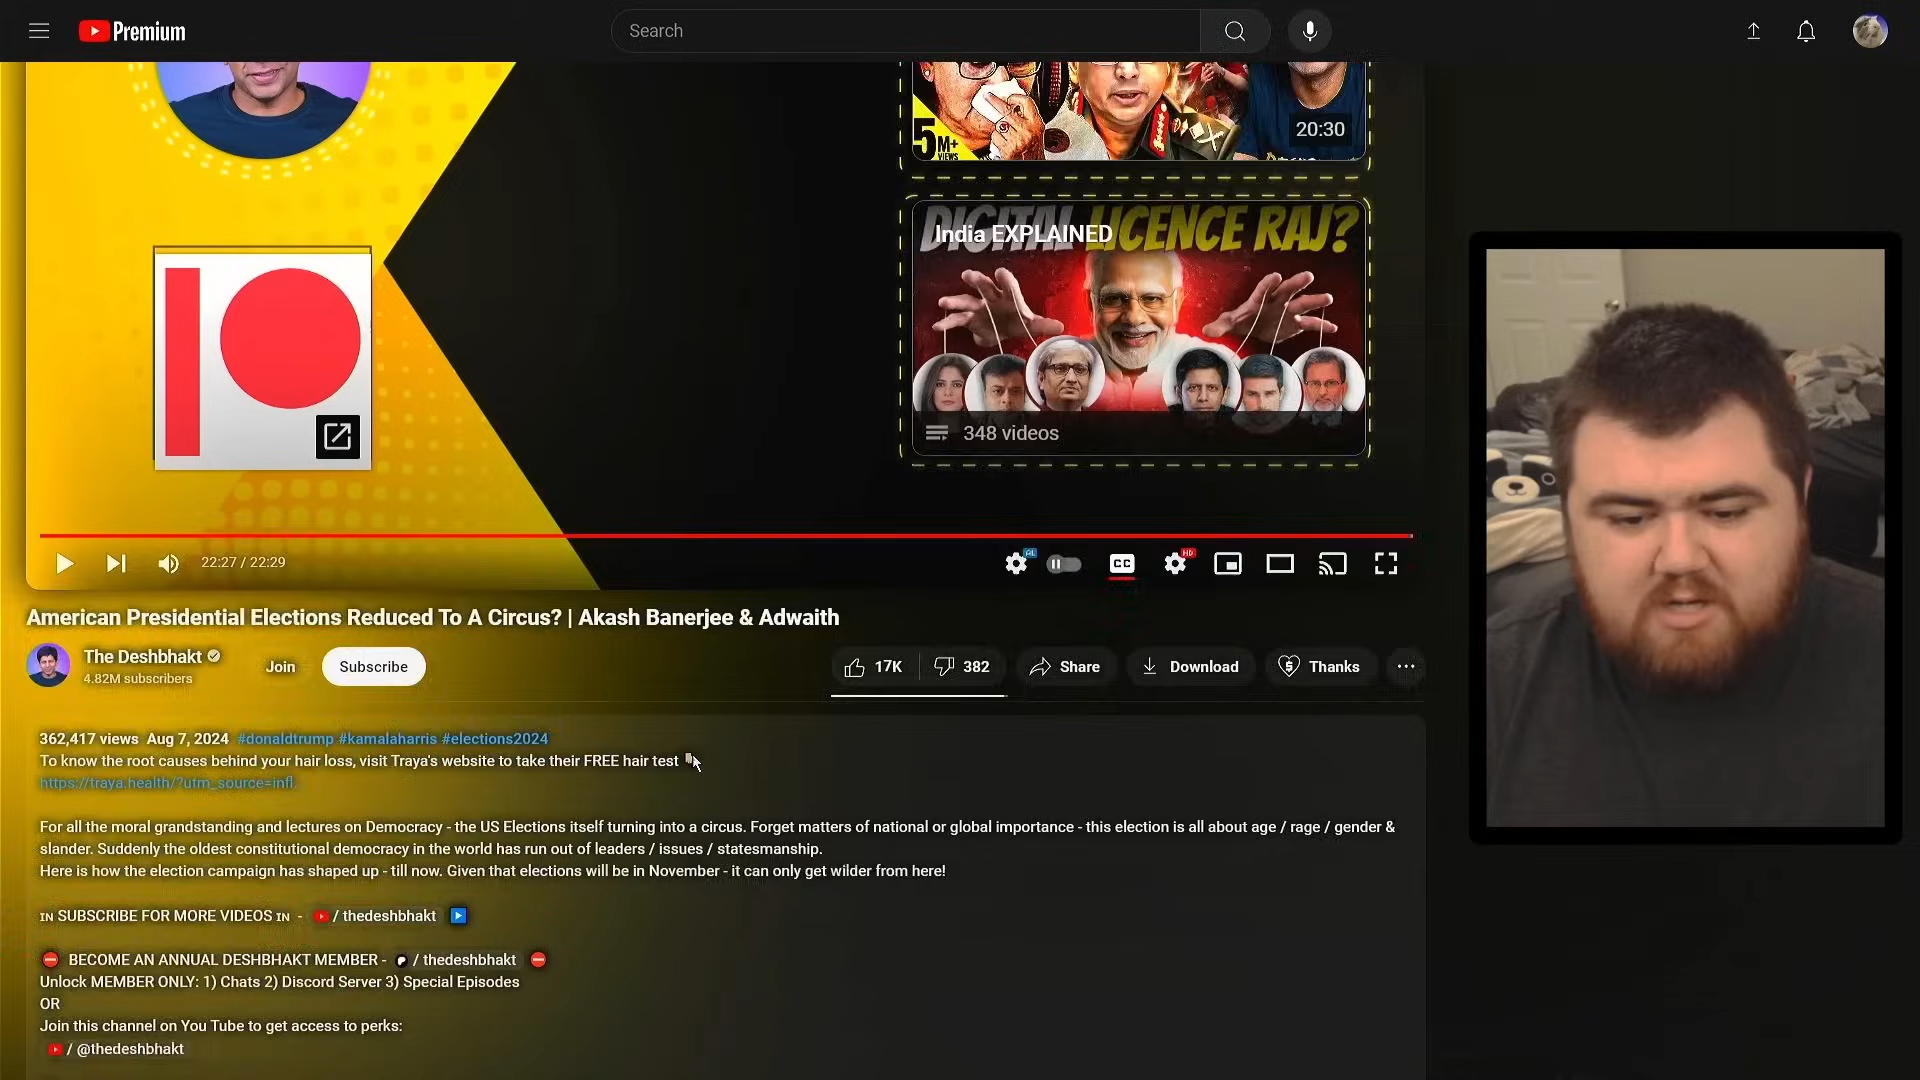 Premium
Search
5M+
VIEWS
20:30
DIGITAL LICENCE RAJ?
India EXPLAINED
348 videos
22:27 / 22:29
AL
CC
HD
American Presidential Elections Reduced To A Circus? | Akash Banerjee & Adwaith
The Deshbhakt
4.82M subscribers
Join
Subscribe
17K
382
Share
Download
Thanks
362,417 views Aug 7, 2024 #donaldtrump #kamalaharris #elections2024
To know the root causes behind your hair loss, visit Traya's website to take their FREE hair test
https://traya.health/?utm_source=infl.
For all the moral grandstanding and lectures on Democracy - the US Elections itself turning into a circus. Forget matters of national or global importance - this election is all about age / rage / gender &
slander. Suddenly the oldest constitutional democracy in the world has run out of leaders / issues / statesmanship.
Here is how the election campaign has shaped up - till now. Given that elections will be in November - it can only get wilder from here!
IN SUBSCRIBE FOR MORE VIDEOS IN - / thedeshbhakt
BECOME AN ANNUAL DESHBHAKT MEMBER - / thedeshbhakt
Unlock MEMBER ONLY: 1) Chats 2) Discord Server 3) Special Episodes
OR
Join this channel on You Tube to get access to perks:
/ @thedeshbhakt